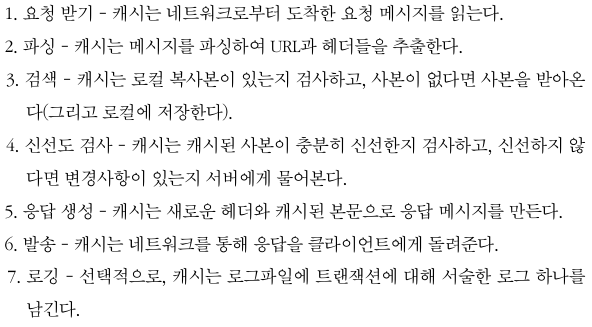 1. 요청 받기 - 캐시는 네트워크로부터 도착한 요청 메시지를 읽는다.
2. 파싱 - 캐시는 메시지를 파싱하여 URL과 헤더들을 추출한다.
3. 검색 - 캐시는 로컬 복사본이 있는지 검사하고, 사본이 없다면 사본을 받아온
다(그리고 로컬에 저장한다).
4. 신선도 검사 - 캐시는 캐시된 사본이 충분히 신선한지 검사하고, 신선하지 않
다면 변경사항이 있는지 서버에게 물어본다.
5. 응답 생성 - 캐시는 새로운 헤더와 캐시된 본문으로 응답 메시지를 만든다.
6. 발송 - 캐시는 네트워크를 통해 응답을 클라이언트에게 돌려준다.
7. 로깅 - 선택적으로, 캐시는 로그파일에 트랜잭션에 대해 서술한 로그 하나를
남긴다.